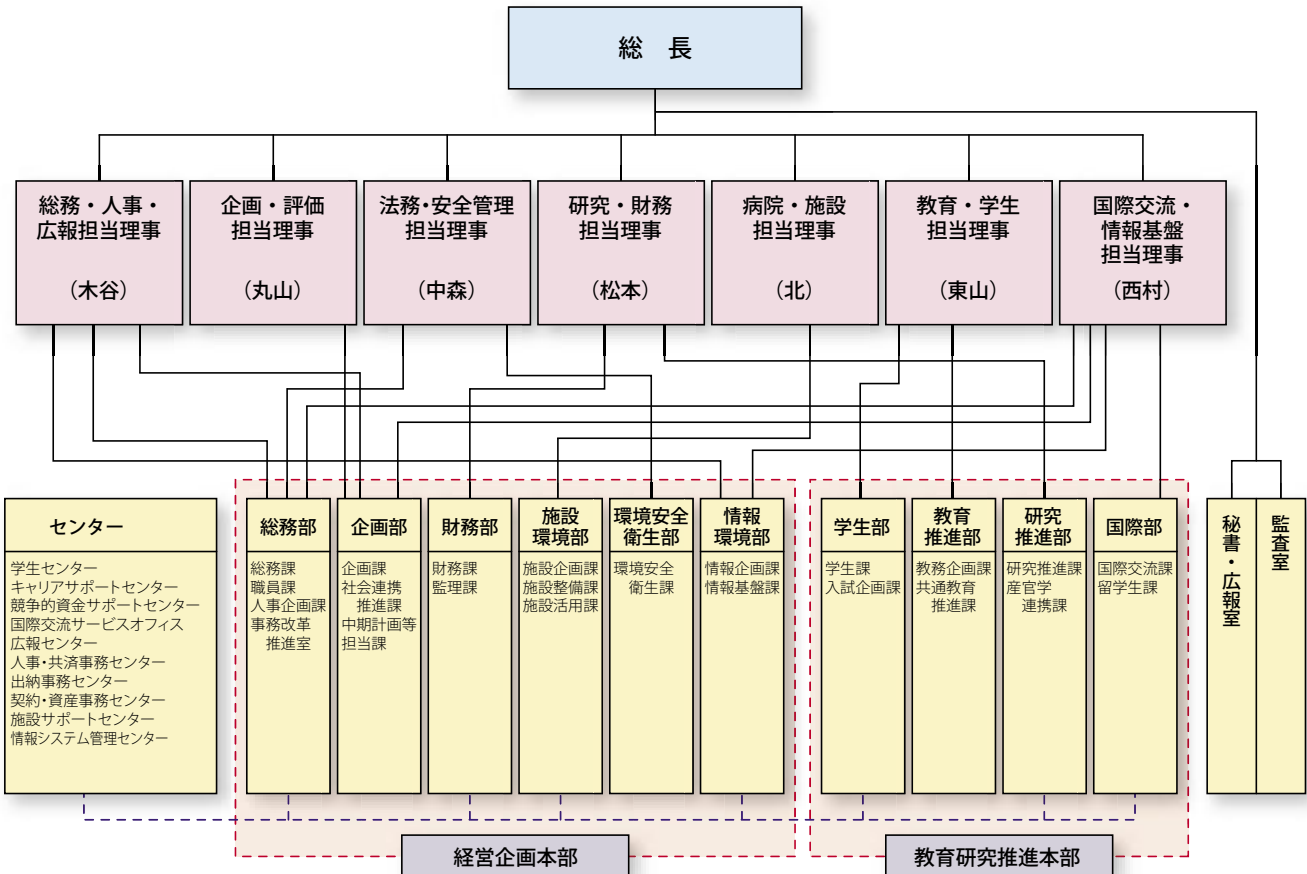 総 長
総務・人事・
広報担当理事
（木谷）
企画・評価
担当理事
（丸山）
法務・安全管理
担当理事
（中森）
研究・財務
担当理事
（松本）
病院・施設
担当理事
（北）
教育・学生
担当理事
（東山）
国際交流・
情報基盤
担当理事
（西村）
センター
学生センター
キャリアサポートセンター
競争的資金サポートセンター
国際交流サービスオフィス
広報センター
人事・共済事務センター
出納事務センター
契約・資産事務センター
施設サポートセンター
情報システム管理センター
総務部
総務課
職員課
人事企画課
事務改革
推進室
企画部
企画課
社会連携
推進課
中期計画等
担当課
財務部
財務課
監理課
施設
環境部
施設企画課
施設整備課
施設活用課
環境安全
衛生部
環境安全
衛生課
情報
環境部
情報企画課
情報基盤課
学生部
学生課
入試企画課
教育
推進部
教務企画課
共通教育
推進課
研究
推進部
研究推進課
産官学
連携課
国際部
国際交流課
留学生課
秘書・広報室
監査室
経営企画本部
教育研究推進本部